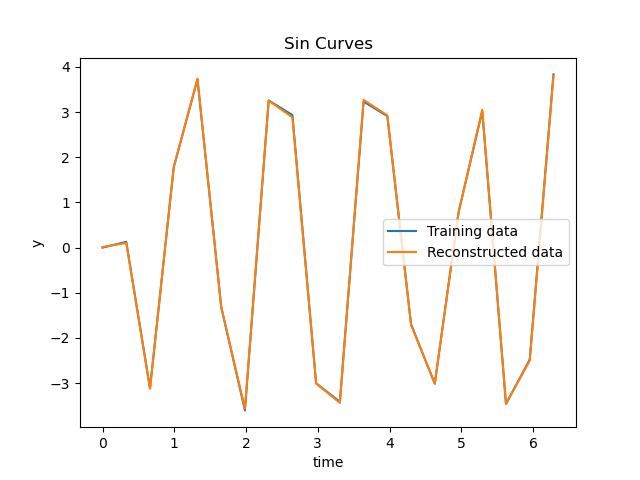 Sin Curves
4
3
2
1
0
−1
−2
−3
y
Training data
Reconstructed data
0 1 2 3 4 5 6
time